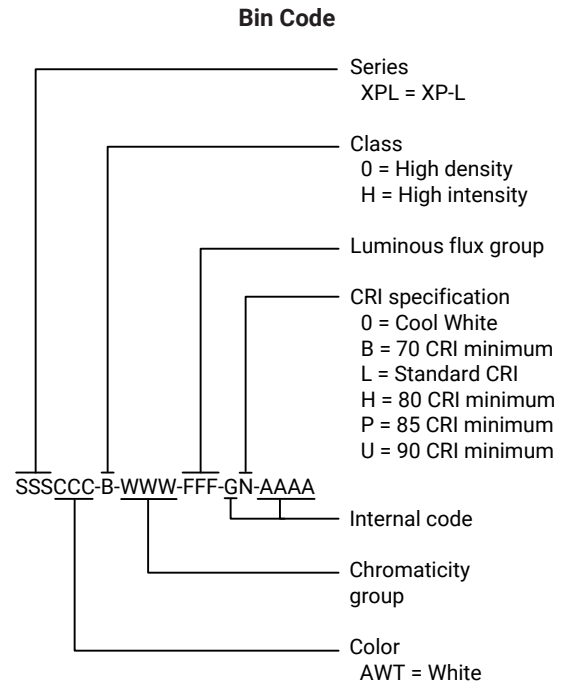 Bin Code
Series
XPL = XP-L
Class
0 = High density
H = High intensity
Luminous flux group
CRI specification
0 = Cool White
B = 70 CRI minimum
L = Standard CRI
H = 80 CRI minimum
P = 85 CRI minimum
U = 90 CRI minimum
SSSCCC-B-WWW-FFF-GN-AAAA
Internal code
Chromaticity
group
Color
AWT = White